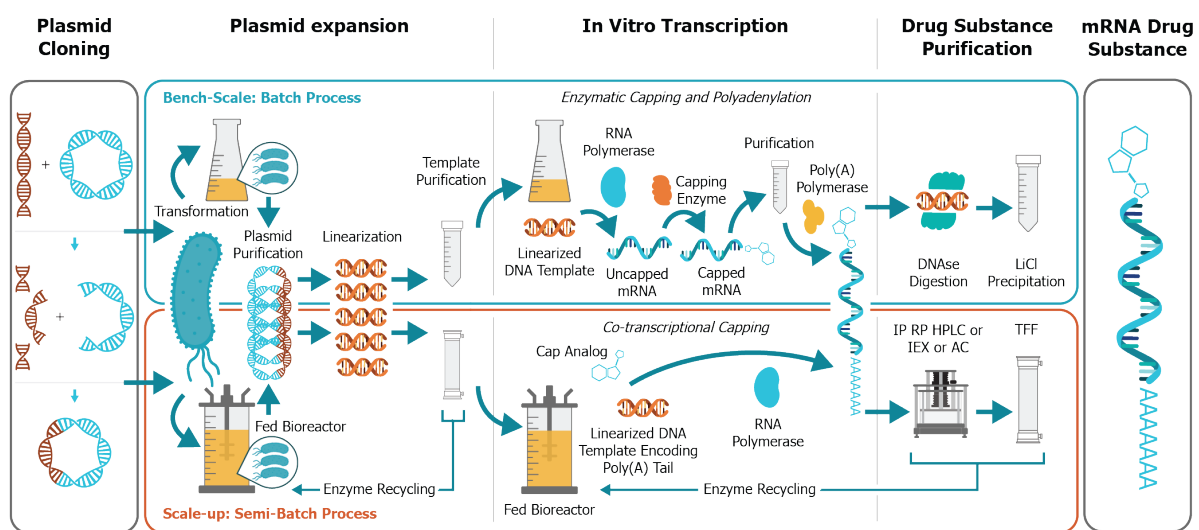 Plasmid
Cloning
Plasmid expansion
In Vitro Transcription
Drug Substance
Purification
mRNA Drug
Substance
+
+
Bench-Scale: Batch Process
Transformation
Plasmid
Purification
Linearization
Template
Purification
Enzymatic Capping and Polyadenylation
RNA
Polymerase
Linearized
DNA Template
Capping
Enzyme
Uncapped
mRNA
Capped
mRNA
Purification
Poly(A)
Polymerase
DNAse
Digestion
LiCl
Precipitation
Fed Bioreactor
Enzyme Recycling
Scale-up: Semi-Batch Process
Co-transcriptional Capping
Cap Analog
Linearized DNA
Template Encoding
Poly(A) Tail
RNA
Polymerase
Fed Bioreactor
Enzyme Recycling
AAAAAAA
IP RP HPLC or
IEX or AC
TFF
AAAAAAA